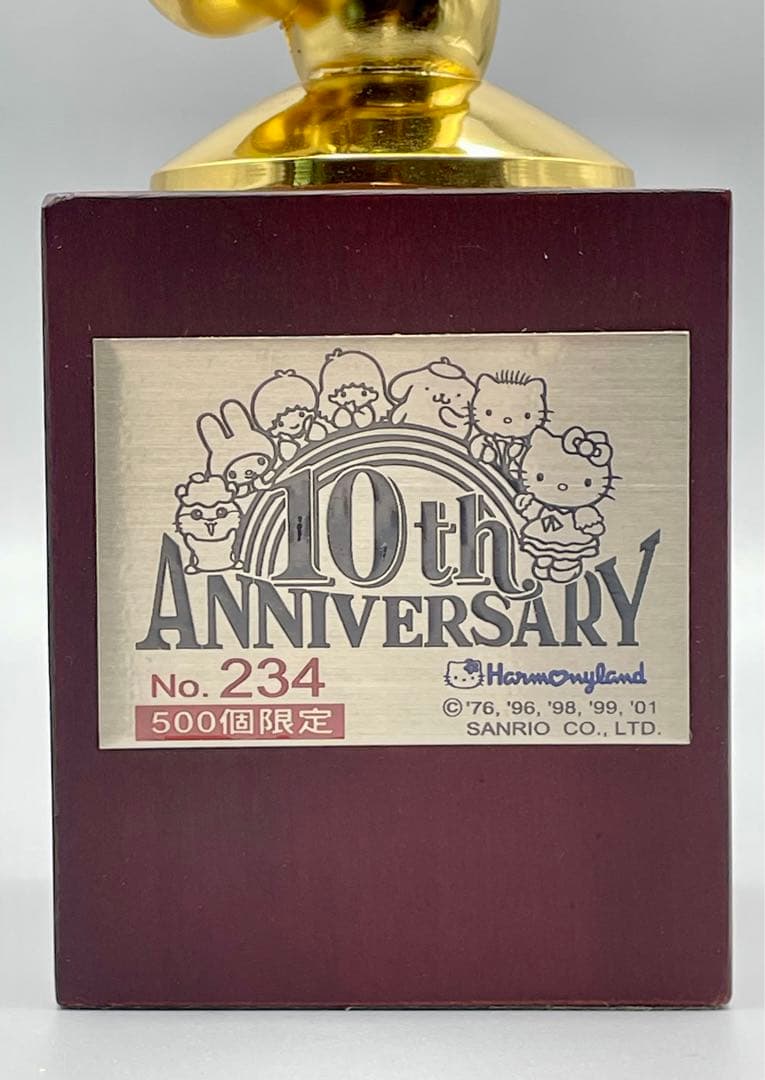 10th
ANNIVERSARY
No. 234
500個限定
Harmonyland
© '76, '96, '98, '99, '01
SANRIO CO., LTD.